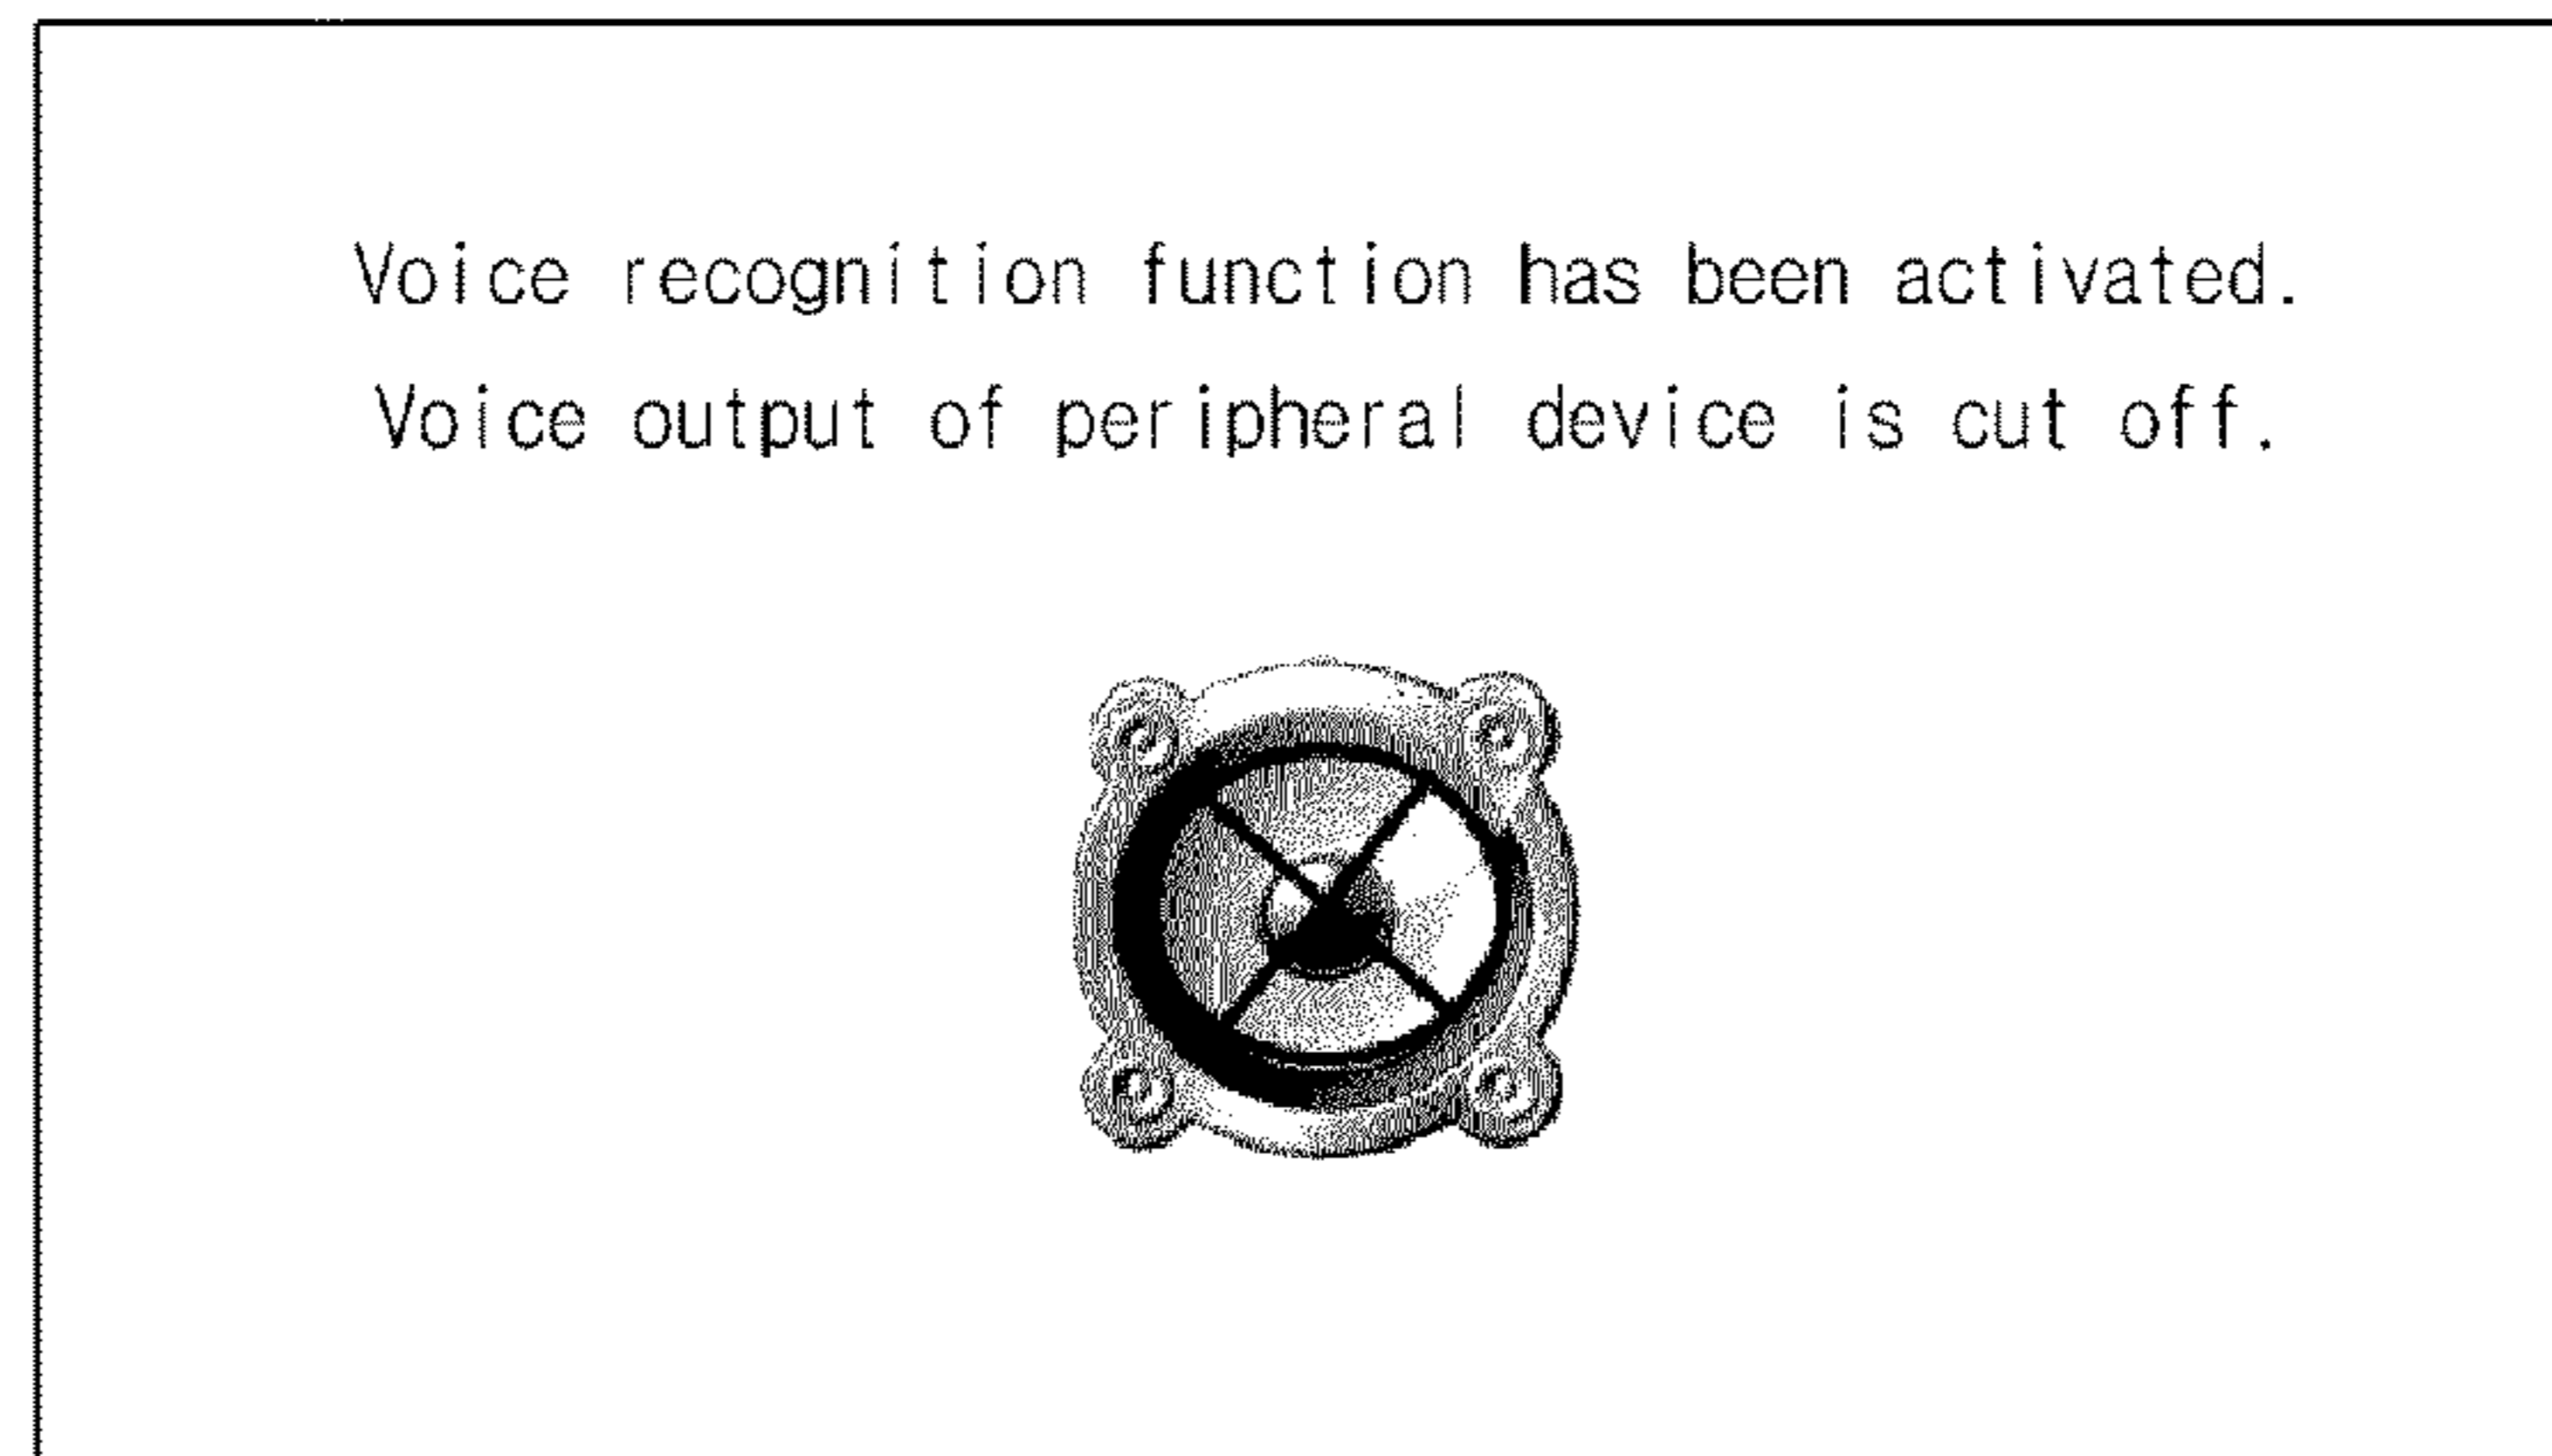 Voice recognition function has been activated.
Voice output of peripheral device is cut off.